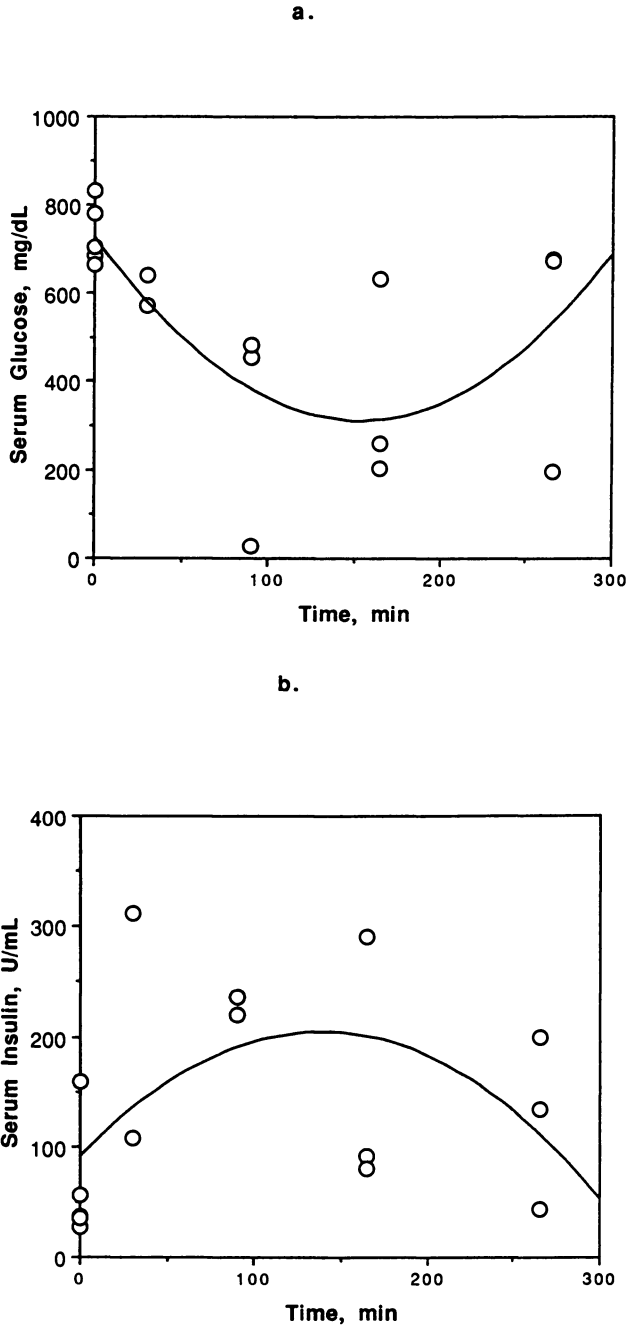 a.
1000
800
600
400
200
0
Serum Glucose, mg/dL
0 100 200 300
Time, min
b.
400
300
200
100
0
Serum Insulin, U/mL
0 100 200 300
Time, min